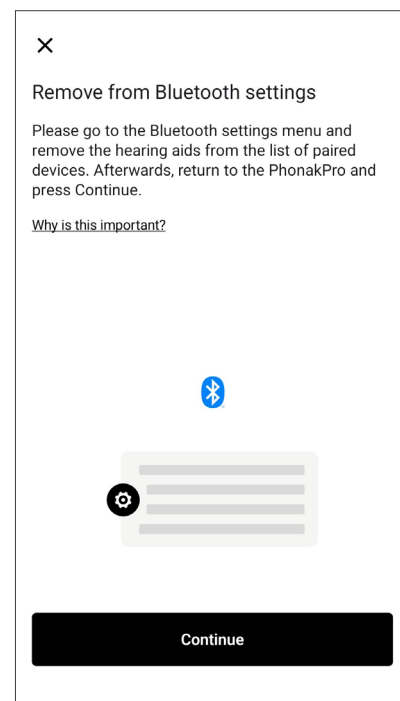 Remove from Bluetooth settings
Please go to the Bluetooth settings menu and
remove the hearing aids from the list of paired
devices. Afterwards, return to the PhonakPro and
press Continue.
Why is this important?
Continue